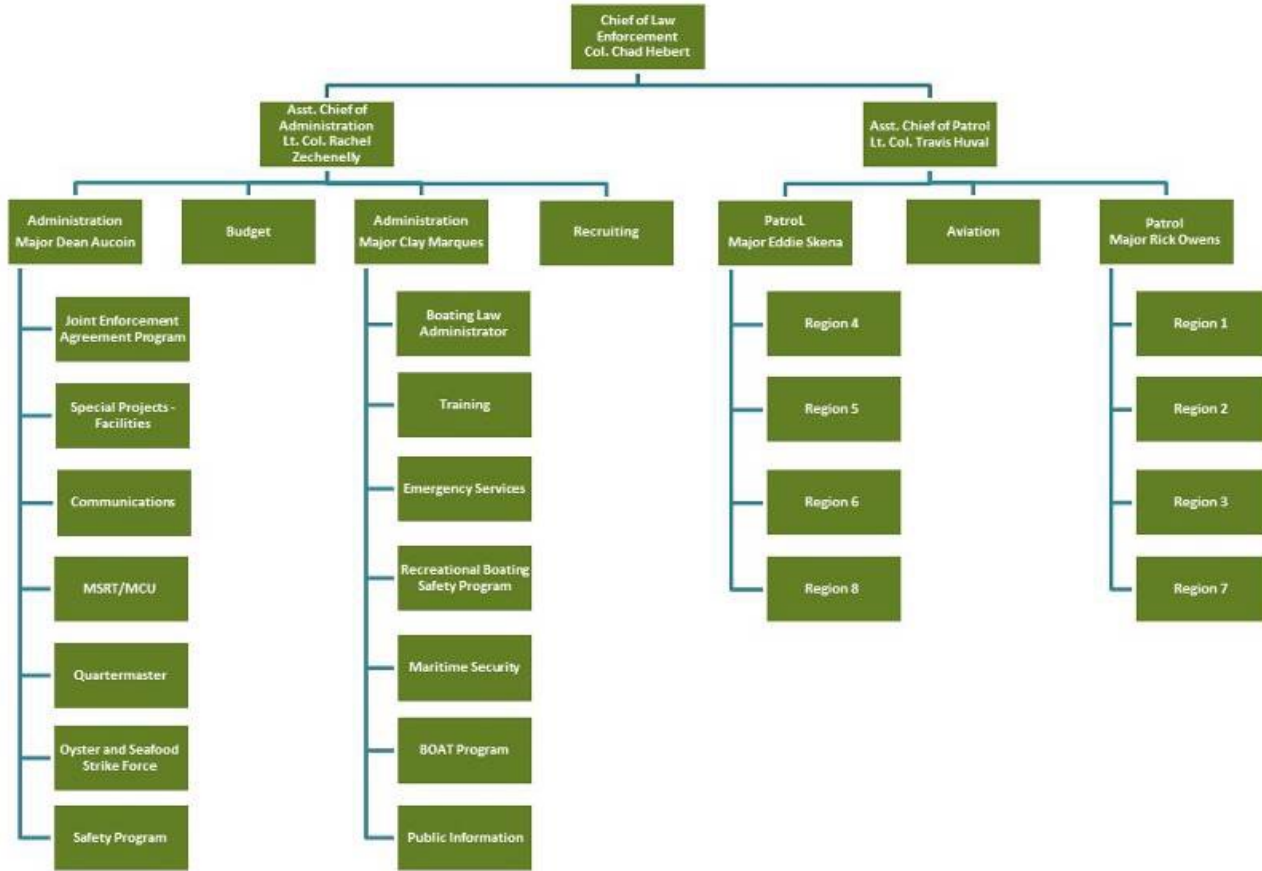 Chief of Law
Enforcement
Col. Chad Hebert
Asst. Chief of
Administration
Lt. Col. Rachel
Zechenelly
Asst. Chief of Patrol
Lt. Col. Travis Huval
Administration
Major Dean Aucoin
Budget
Administration
Major Clay Marques
Recruiting
PatroL
Major Eddie Skena
Aviation
Patrol
Major Rick Owens
Joint Enforcement
Agreement Program
Special Projects -
Facilities
Communications
MSRT/MCU
Quartermaster
Oyster and Seafood
Strike Force
Safety Program
Boating Law
Administrator
Training
Emergency Services
Recreational Boating
Safety Program
Maritime Security
BOAT Program
Public Information
Region 4
Region 5
Region 6
Region 8
Region 1
Region 2
Region 3
Region 7